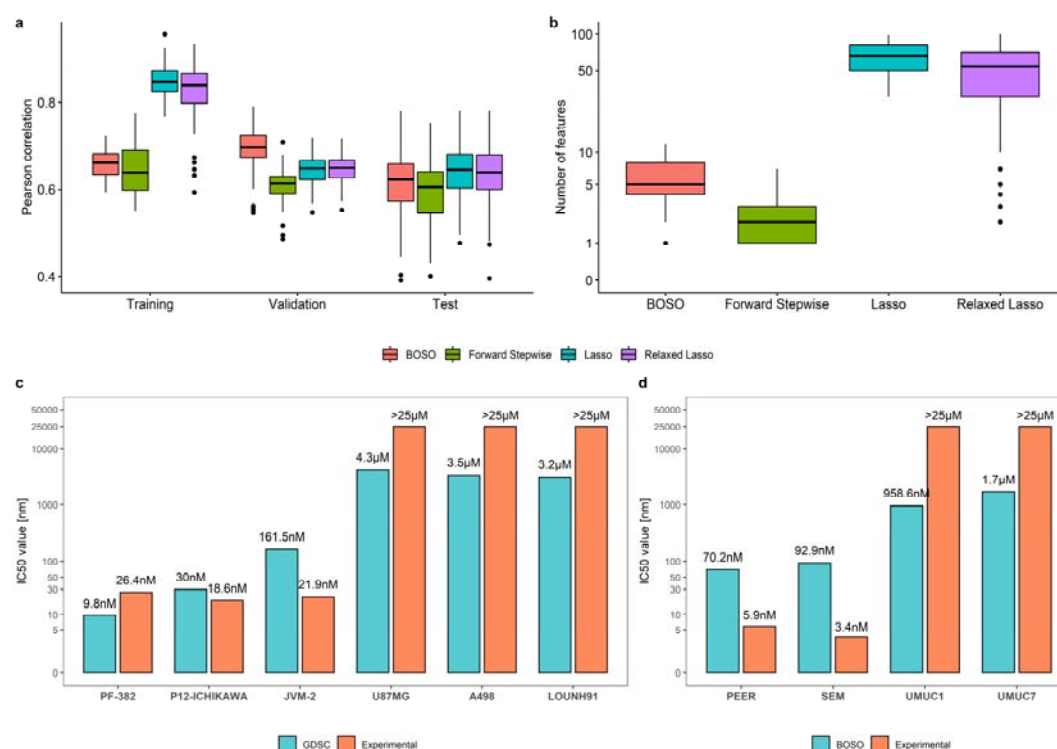 a
Pearson correlation
0.8
0.6
0.4
Training Validation Test
b
Number of features
100
50
10
5
1
0
BOSO Forward Stepwise Lasso Relaxed Lasso
BOSO Forward Stepwise Lasso Relaxed Lasso
c
IC50 value [nm]
50000
25000
10000
1000
100
50
30
10
5
0
9.8nM 26.4nM 30nM 18.6nM 161.5nM 21.9nM 4.3µM >25µM 3.5µM >25µM 3.2µM >25µM
PF-382 P12-ICHIKAWA JVM-2 U87MG A498 LOUNH91
GDSC Experimental
d
IC50 value [nm]
50000
25000
10000
1000
100
50
30
10
5
0
70.2nM 5.9nM 92.9nM 3.4nM 958.6nM >25µM 1.7µM >25µM
PEER SEM UMUC1 UMUC7
BOSO Experimental